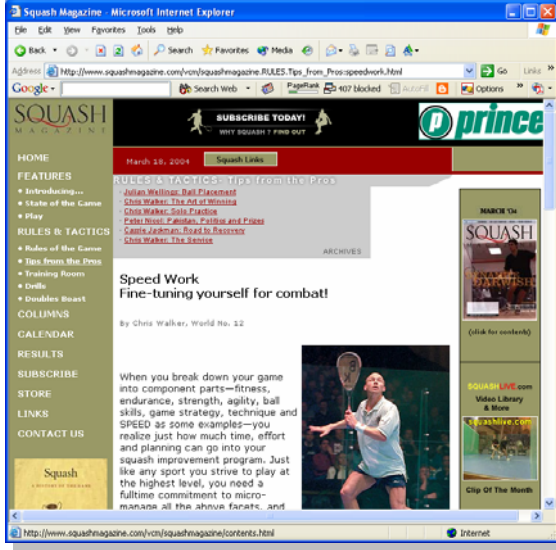 Squash Magazine - Microsoft Internet Explorer
File Edit View Favorites Tools Help
Back Search Favorites Media
Address http://www.squashmagazine.com/vcm/squashmagazine.RULES.Tips_from_Pros:speedwork.html Go Links
Google Search Web PageRank 407 blocked AutoFill Options
SQUASH
MAGAZINE
SUBSCRIBE TODAY!
WHY SQUASH ? FIND OUT
prince
March 18, 2004 Squash Links
HOME
FEATURES
Introducing...
State of the Game
Play
RULES & TACTICS
Rules of the Game
Tips from the Pros
Training Room
Drills
Doubles Boast
COLUMNS
CALENDAR
RESULTS
SUBSCRIBE
STORE
LINKS
CONTACT US
Squash
RULES & TACTICS- Tips from the Pros
Julian Wellings: Ball Placement
Chris Walker: The Art of Winning
Chris Walker: Solo Practice
Peter Nicol: Pakistan, Politics and Prizes
Cassie Jackman: Road to Recovery
Chris Walker: The Service
ARCHIVES
Speed Work
Fine-tuning yourself for combat!
By Chris Walker, World No. 12
When you break down your game
into component parts—fitness,
endurance, strength, agility, ball
skills, game strategy, technique and
SPEED as some examples—you
realize just how much time, effort
and planning can go into your
squash improvement program. Just
like any sport you strive to play at
the highest level, you need a
fulltime commitment to micro-
manage all the above facets, and
MARCH '04
SQUASH
DARWISH
(click for contents)
SQUASHLIVE.com
Video Library
& More
squashlive.com
Clip Of The Month
http://www.squashmagazine.com/vcm/squashmagazine/contents.html Internet